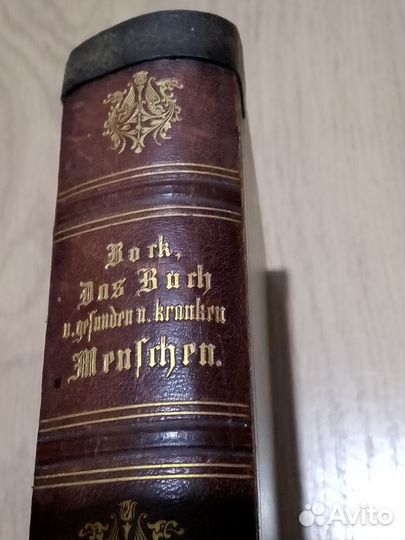 Bock,
Das Buch
v. gesunden u. kranken
Menschen.
Avito